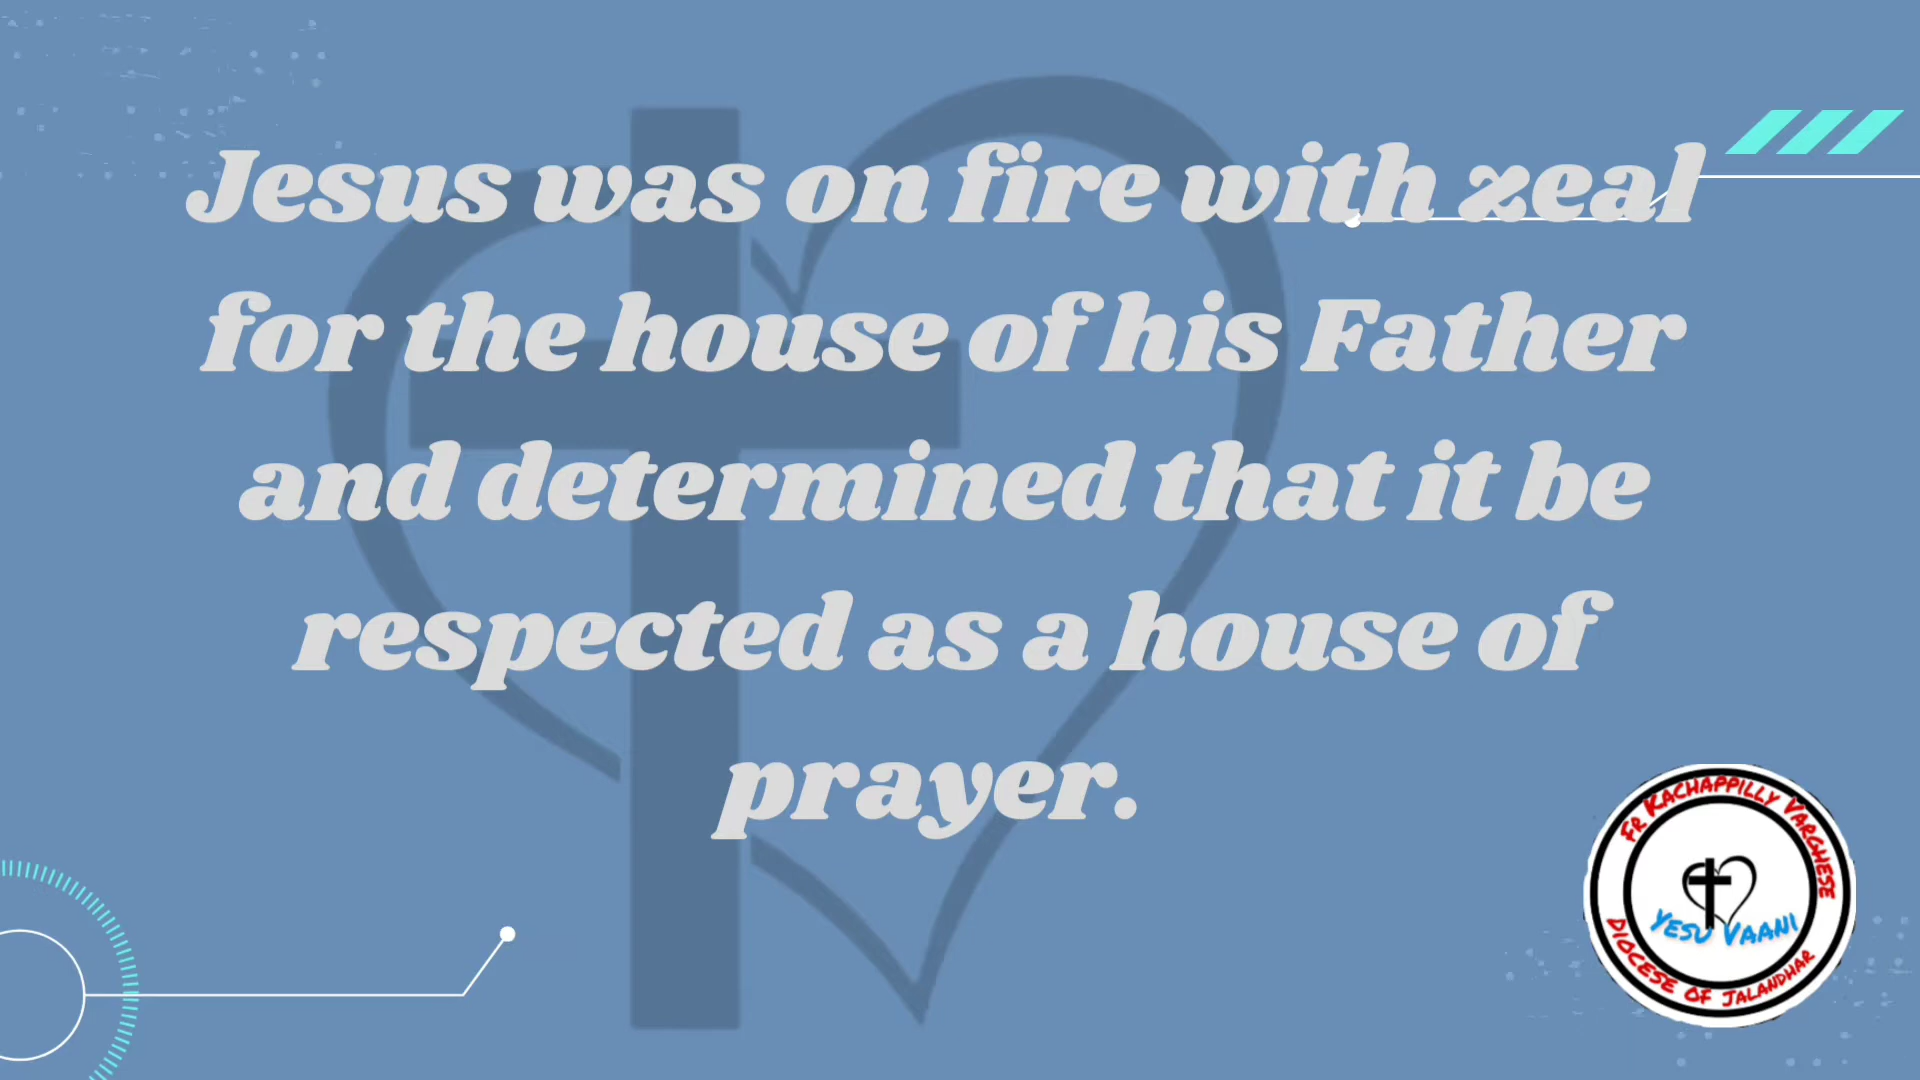 Jesus was on fire with zeal
for the house of his Father
and determined that it be
respected as a house of
prayer.
Fr Kachappilly Varghese
Yesu Vaani
Diocese Of Jalandhar